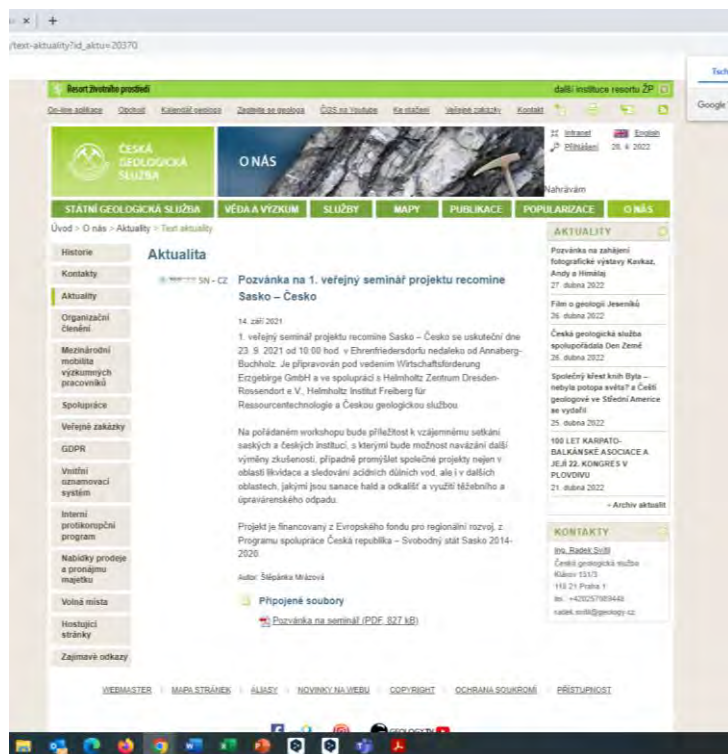 × +
/text-aktuality?id_aktu=20370
Tsch
Google
Resort životního prostředí
další instituce resortu ŽP
On-line aplikace Obchod Kalendář geologa Zeptejte se geologa ČGS na Youtube Ke stažení Veřejné zakázky Kontakt
ČESKÁ
GEOLOGICKÁ
SLUŽBA
O NÁS
Intranet English
Přihlášení 28. 4. 2022
Nahrávám
STÁTNÍ GEOLOGICKÁ SLUŽBA VĚDA A VÝZKUM SLUŽBY MAPY PUBLIKACE POPULARIZACE O NÁS
Úvod > O nás > Aktuality > Text aktuality
Historie
Kontakty
Aktuality
Organizační
členění
Mezinárodní
mobilita
výzkumných
pracovníků
Spolupráce
Veřejné zakázky
GDPR
Vnitřní
oznamovací
systém
Interní
protikorupční
program
Nabídky prodeje
a pronájmu
majetku
Volná místa
Hostující
stránky
Zajímavé odkazy
Aktualita
SN - CZ
Pozvánka na 1. veřejný seminář projektu recomine
Sasko – Česko
14. září 2021
1. veřejný seminář projektu recomine Sasko – Česko se uskuteční dne
23. 9. 2021 od 10:00 hod. v Ehrenfriedersdorfu nedaleko od Annaberg-
Buchholz. Je připravován pod vedením Wirtschaftsförderung
Erzgebirge GmbH a ve spolupráci s Helmholtz Zentrum Dresden-
Rossendorf e.V., Helmholtz Institut Freiberg für
Ressourcentechnologie a Českou geologickou službou.
Na pořádaném workshopu bude příležitost k vzájemnému setkání
saských a českých institucí, s kterými bude možnost navázání další
výměny zkušeností, případně promýšlet společné projekty nejen v
oblasti likvidace a sledování acidních důlních vod, ale i v dalších
oblastech, jakými jsou sanace hald a odkališť a využití těžebního a
úpravárenského odpadu.
Projekt je financovaný z Evropského fondu pro regionální rozvoj, z
Programu spolupráce Česká republika – Svobodný stát Sasko 2014-
2020.
Autor: Štěpánka Mrázová
Připojené soubory
Pozvánka na seminář (PDF, 827 kB)
AKTUALITY
Pozvánka na zahájení
fotografické výstavy Kavkaz,
Andy a Himálaj
27. dubna 2022
Film o geologii Jeseníků
26. dubna 2022
Česká geologická služba
spolupořádala Den Země
26. dubna 2022
Společný křest knih Byla –
nebyla potopa světa? a Čeští
geologové ve Střední Americe
se vydařil
25. dubna 2022
100 LET KARPATO-
BALKÁNSKÉ ASOCIACE A
JEJÍ 22. KONGRES V
PLOVDIVU
21. dubna 2022
» Archiv aktualit
KONTAKTY
Ing. Radek Svítil
Česká geologická služba
Klárov 131/3
118 21 Praha 1
tel.: +420257089448
radek.svitil@geology.cz
WEBMASTER MAPA STRÁNEK ALIASY NOVINKY NA WEBU COPYRIGHT OCHRANA SOUKROMÍ PŘÍSTUPNOST
GEOLOGY.TV